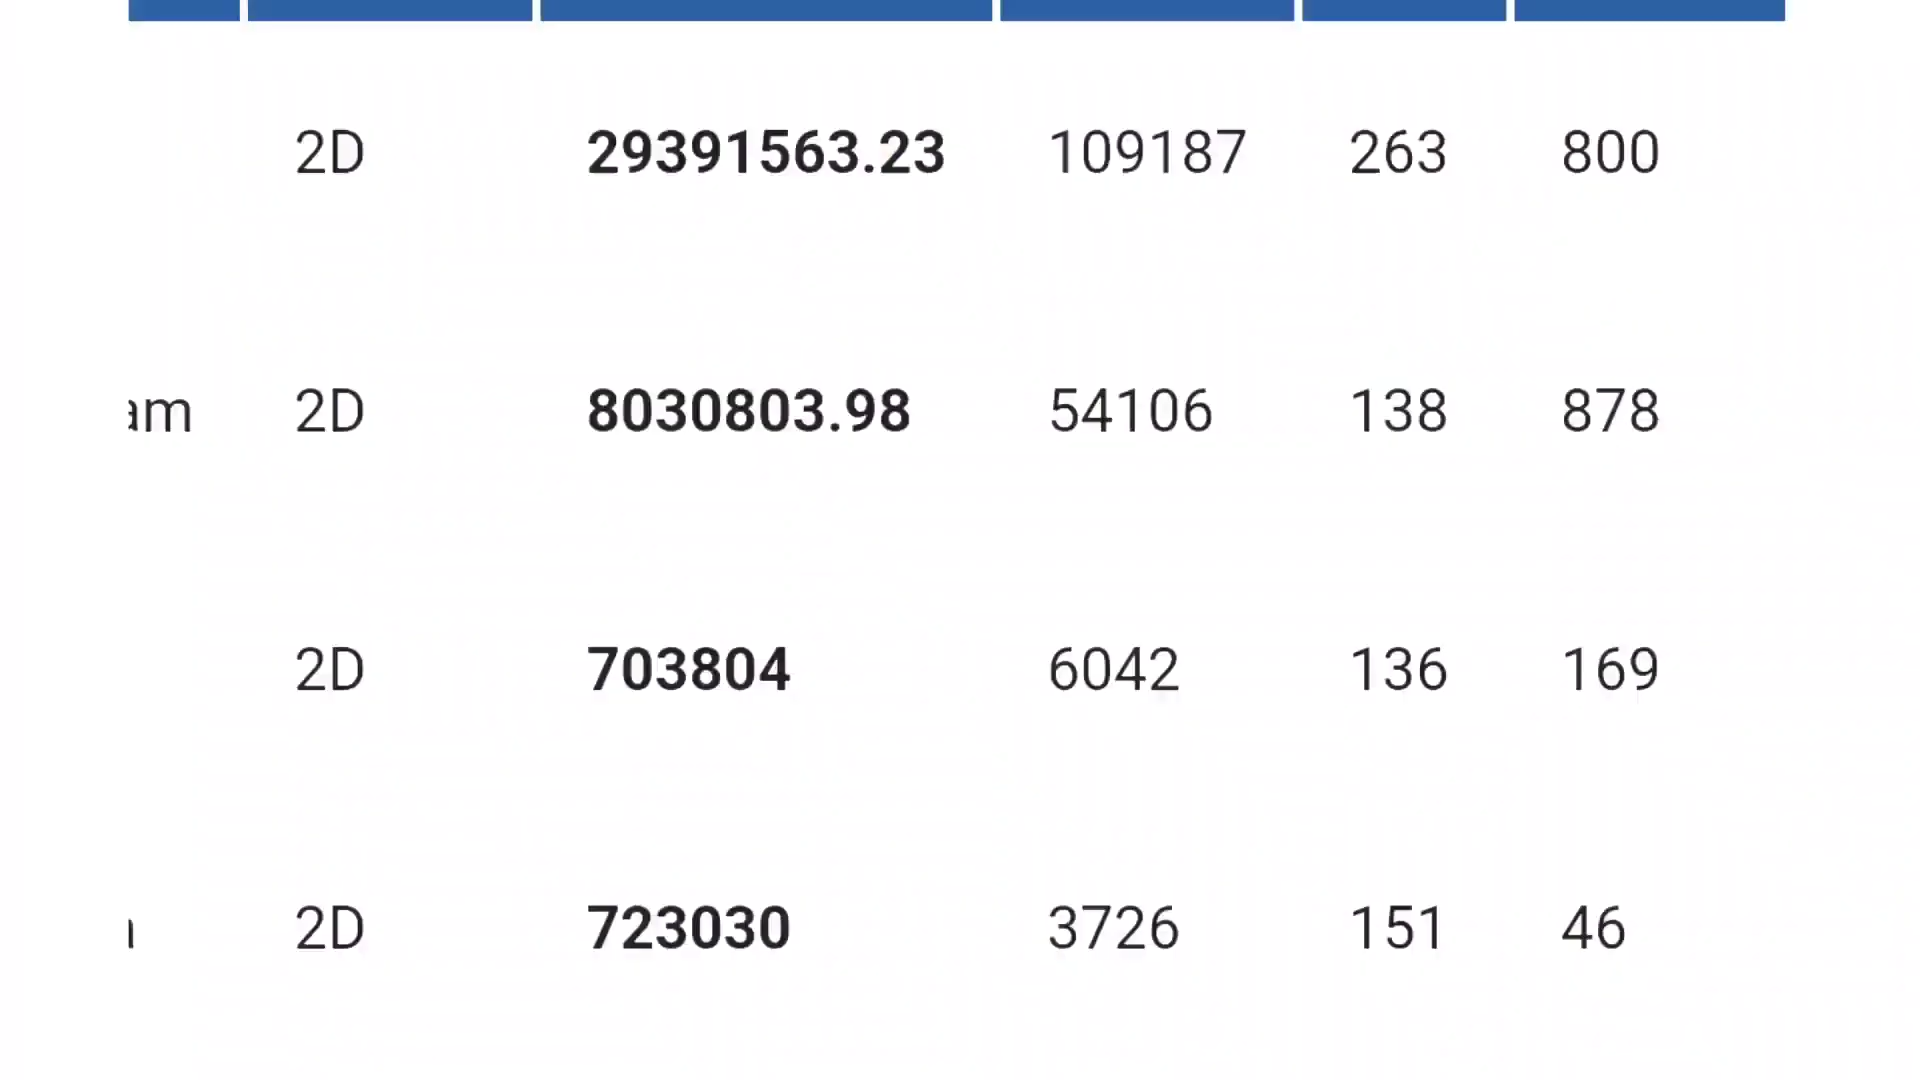 2D 29391563.23 109187 263 800
am 2D 8030803.98 54106 138 878
2D 703804 6042 136 169
2D 723030 3726 151 46